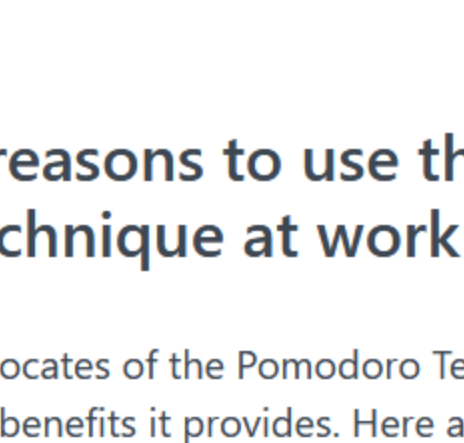 reasons to use th
chnique at work
ocates of the Pomodoro Te
benefits it provides. Here a